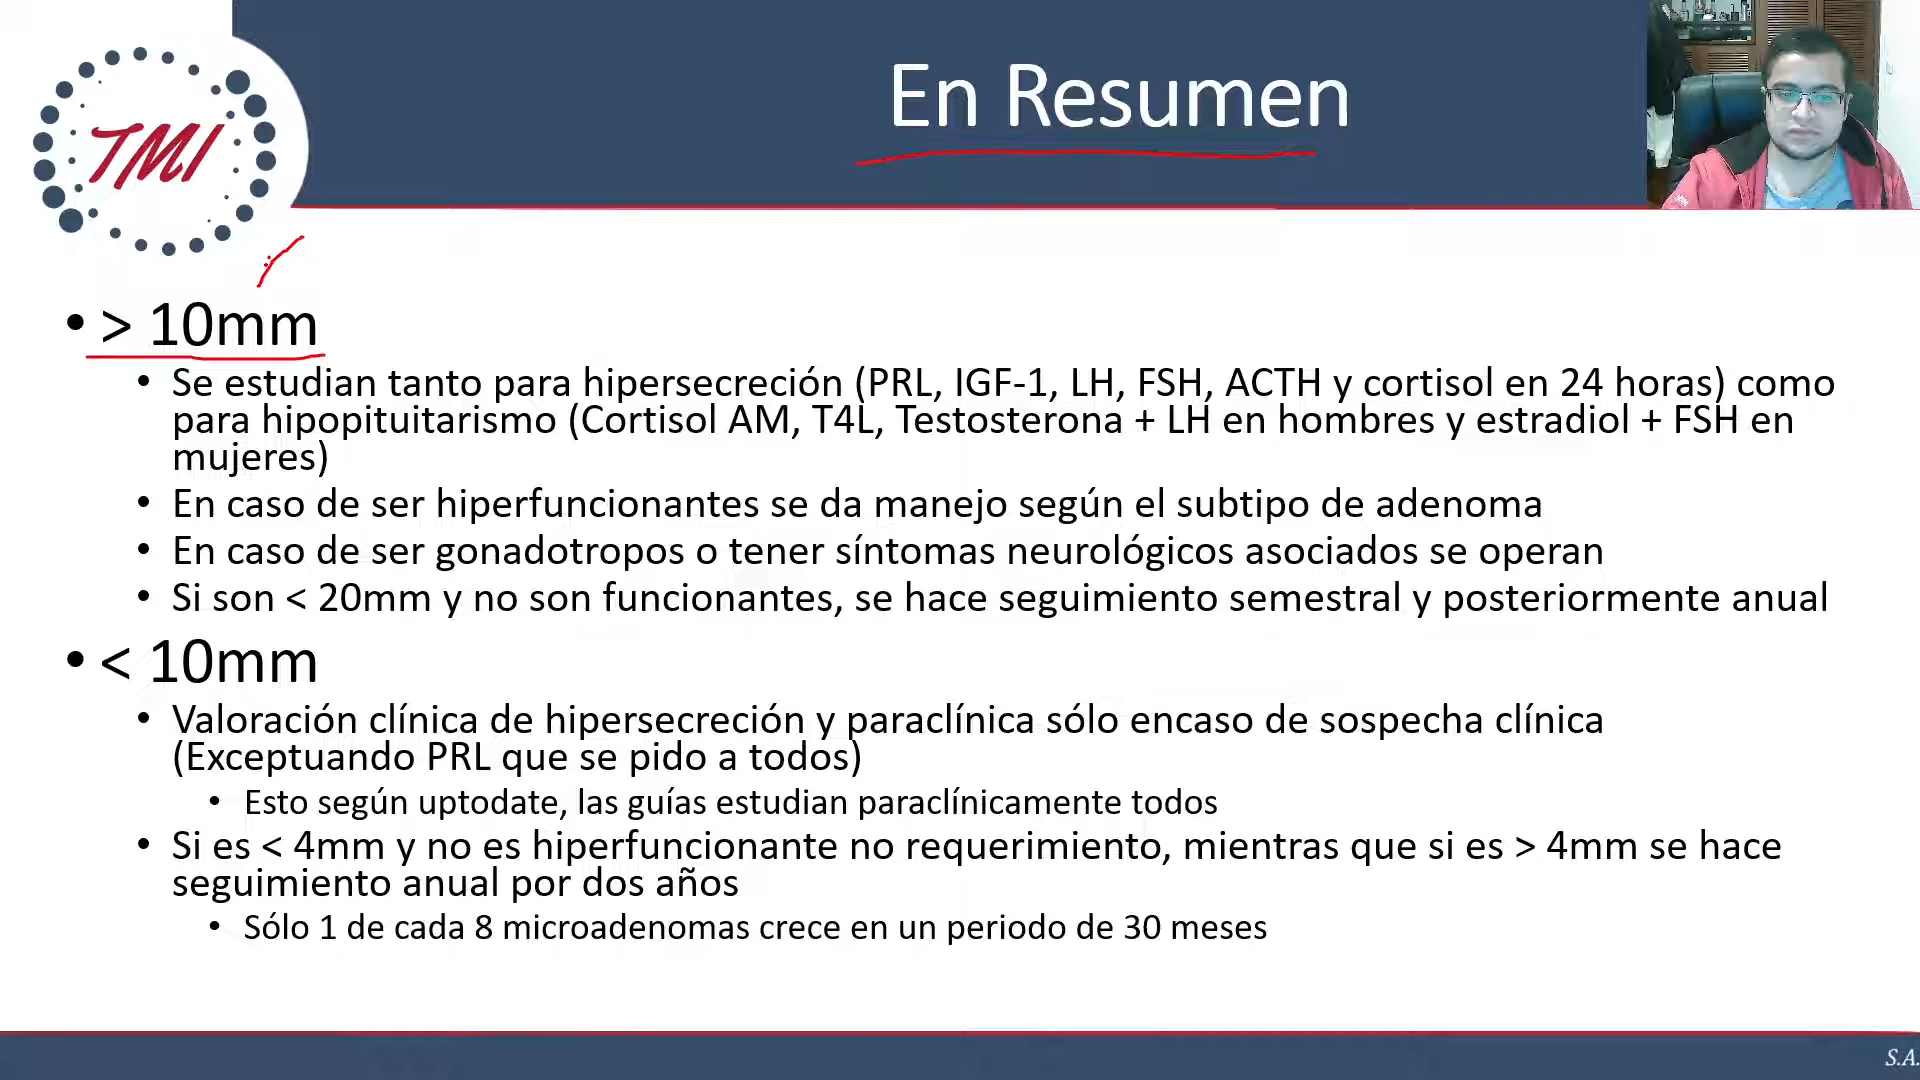 TMI
En Resumen
• > 10mm
• Se estudian tanto para hipersecreción (PRL, IGF-1, LH, FSH, ACTH y cortisol en 24 horas) como
para hipopituitarismo (Cortisol AM, T4L, Testosterona + LH en hombres y estradiol + FSH en
mujeres)
• En caso de ser hiperfuncionantes se da manejo según el subtipo de adenoma
• En caso de ser gonadotropos o tener síntomas neurológicos asociados se operan
• Si son < 20mm y no son funcionantes, se hace seguimiento semestral y posteriormente anual
• < 10mm
• Valoración clínica de hipersecreción y paraclínica sólo encaso de sospecha clínica
(Exceptuando PRL que se pido a todos)
• Esto según uptodate, las guías estudian paraclínicamente todos
• Si es < 4mm y no es hiperfuncionante no requerimiento, mientras que si es > 4mm se hace
seguimiento anual por dos años
• Sólo 1 de cada 8 microadenomas crece en un periodo de 30 meses
S.A.